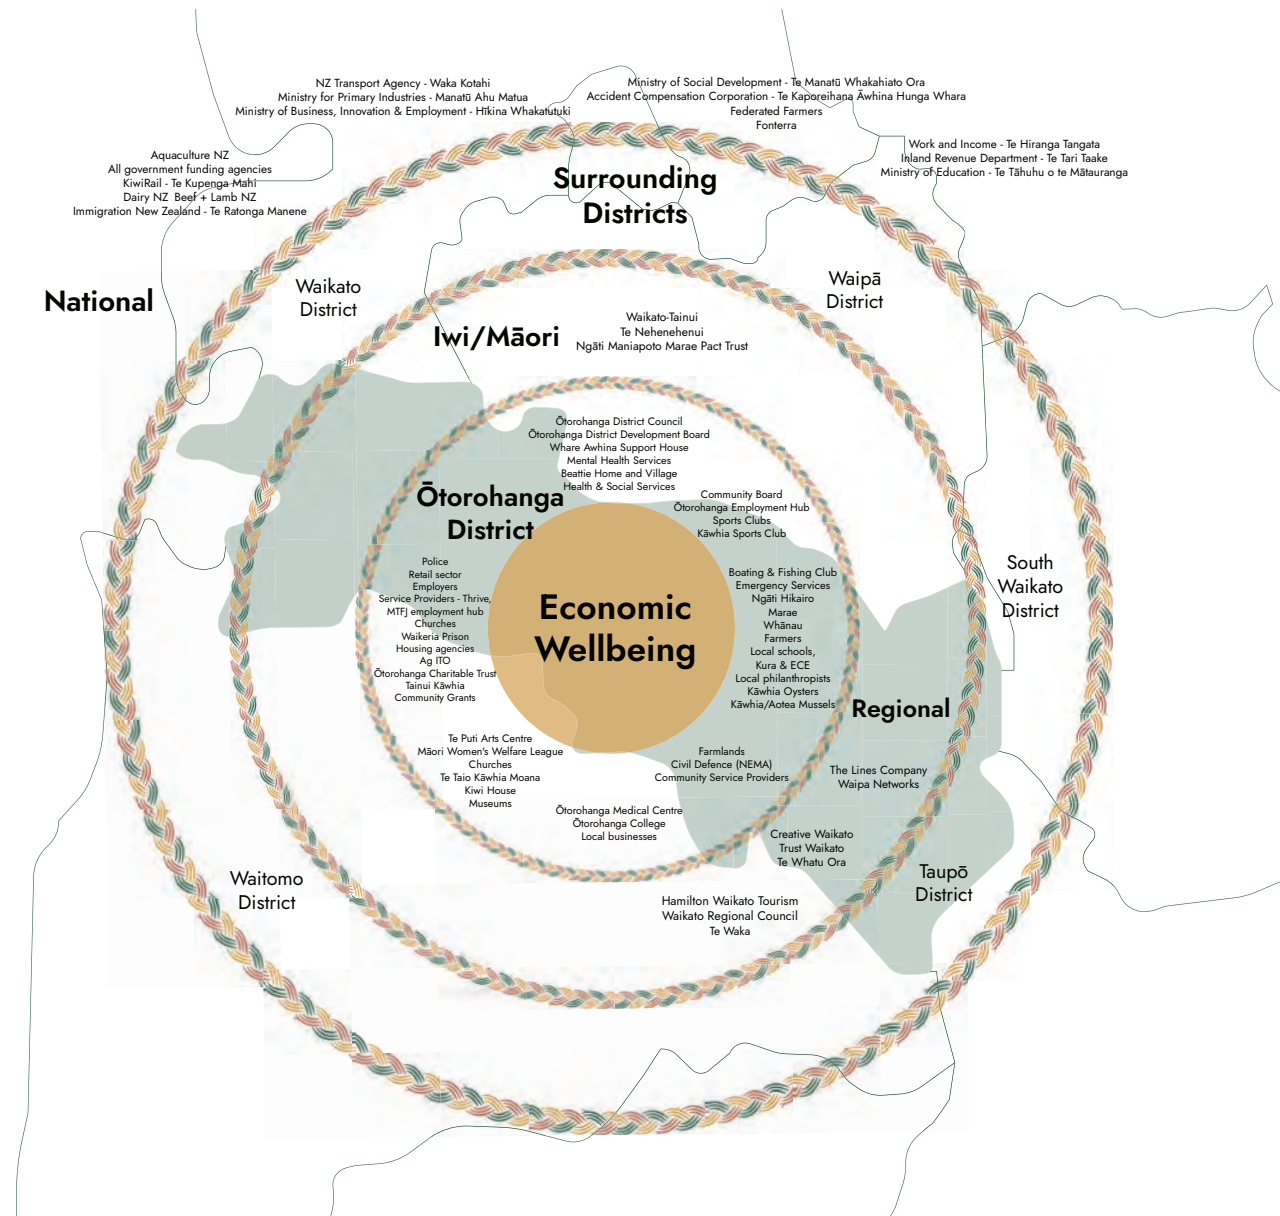 NZ Transport Agency - Waka Kotahi
Ministry for Primary Industries - Manatū Ahu Matua
Ministry of Business, Innovation & Employment - Hīkina Whakatutuki
Ministry of Social Development - Te Manatū Whakahiato Ora
Accident Compensation Corporation - Te Kaporeihana Āwhina Hunga Whara
Federated Farmers
Fonterra
Work and Income - Te Hiranga Tangata
Inland Revenue Department - Te Tari Taake
Ministry of Education - Te Tāhuhu o te Mātauranga
Aquaculture NZ
All government funding agencies
KiwiRail - Te Kupenga Mahi
Dairy NZ Beef + Lamb NZ
Immigration New Zealand - Te Ratonga Manene
National
Surrounding
Districts
Waikato
District
Waipā
District
Iwi/Māori
Waikato-Tainui
Te Nehenehenui
Ngāti Maniapoto Marae Pact Trust
Ōtorohanga District Council
Ōtorohanga District Development Board
Whare Awhina Support House
Mental Health Services
Beattie Home and Village
Health & Social Services
Ōtorohanga
District
Community Board
Ōtorohanga Employment Hub
Sports Clubs
Kāwhia Sports Club
Police
Retail sector
Employers
Service Providers - Thrive,
MTFJ employment hub
Churches
Waikeria Prison
Housing agencies
Ag ITO
Ōtorohanga Charitable Trust
Tainui Kāwhia
Community Grants
Economic
Wellbeing
Boating & Fishing Club
Emergency Services
Ngāti Hikairo
Marae
Whānau
Farmers
Local schools,
Kura & ECE
Local philanthropists
Kāwhia Oysters
Kāwhia/Aotea Mussels
South
Waikato
District
Regional
Te Puti Arts Centre
Māori Women's Welfare League
Churches
Te Taio Kāwhia Moana
Kiwi House
Museums
Farmlands
Civil Defence (NEMA)
Community Service Providers
The Lines Company
Waipa Networks
Ōtorohanga Medical Centre
Ōtorohanga College
Local businesses
Creative Waikato
Trust Waikato
Te Whatu Ora
Waitomo
District
Taupō
District
Hamilton Waikato Tourism
Waikato Regional Council
Te Waka